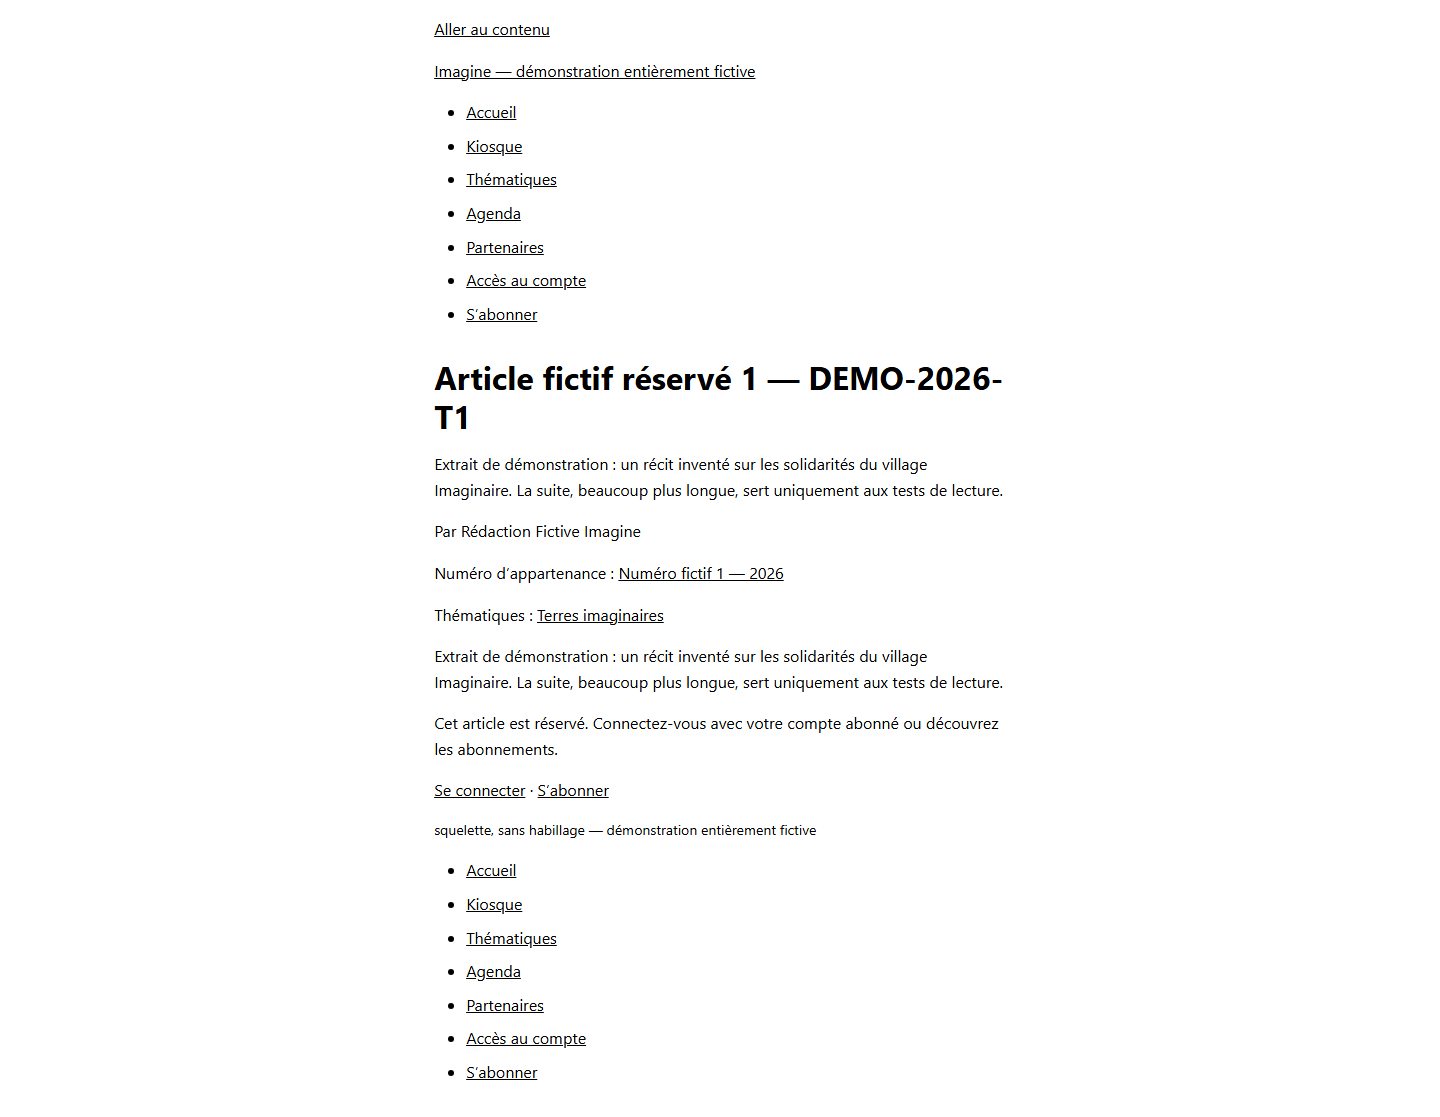 Aller au contenu
Imagine — démonstration entièrement fictive
Accueil
Kiosque
Thématiques
Agenda
Partenaires
Accès au compte
S'abonner
Article fictif réservé 1 — DEMO-2026-
T1
Extrait de démonstration : un récit inventé sur les solidarités du village
Imaginaire. La suite, beaucoup plus longue, sert uniquement aux tests de lecture.
Par Rédaction Fictive Imagine
Numéro d'appartenance : Numéro fictif 1 — 2026
Thématiques : Terres imaginaires
Extrait de démonstration : un récit inventé sur les solidarités du village
Imaginaire. La suite, beaucoup plus longue, sert uniquement aux tests de lecture.
Cet article est réservé. Connectez-vous avec votre compte abonné ou découvrez
les abonnements.
Se connecter · S'abonner
squelette, sans habillage — démonstration entièrement fictive
Accueil
Kiosque
Thématiques
Agenda
Partenaires
Accès au compte
S'abonner